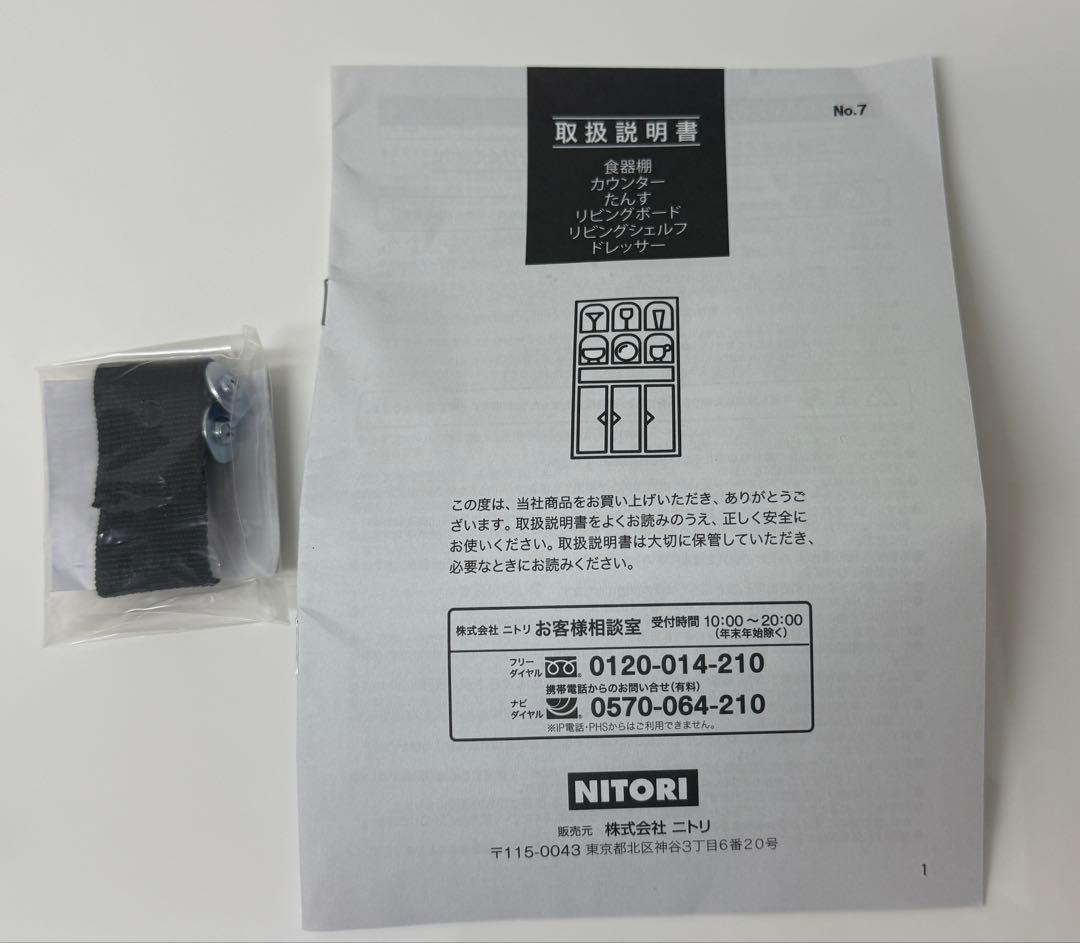 No.7
取扱説明書
食器棚
カウンター
たんす
リビングボード
リビングシェルフ
ドレッサー
この度は、当社商品をお買い上げいただき、ありがとうご
ざいます。取扱説明書をよくお読みのうえ、正しく安全に
お使いください。取扱説明書は大切に保管していただき、
必要なときにお読みください。
株式会社 ニトリ お客様相談室 受付時間 10:00～20:00
(年末年始除く)
フリー
ダイヤル 0120-014-210
携帯電話からのお問い合せ(有料)
ナビ
ダイヤル 0570-064-210
※IP電話・PHSからはご利用できません。
NITORI
販売元 株式会社 ニトリ
〒115-0043 東京都北区神谷3丁目6番20号
1